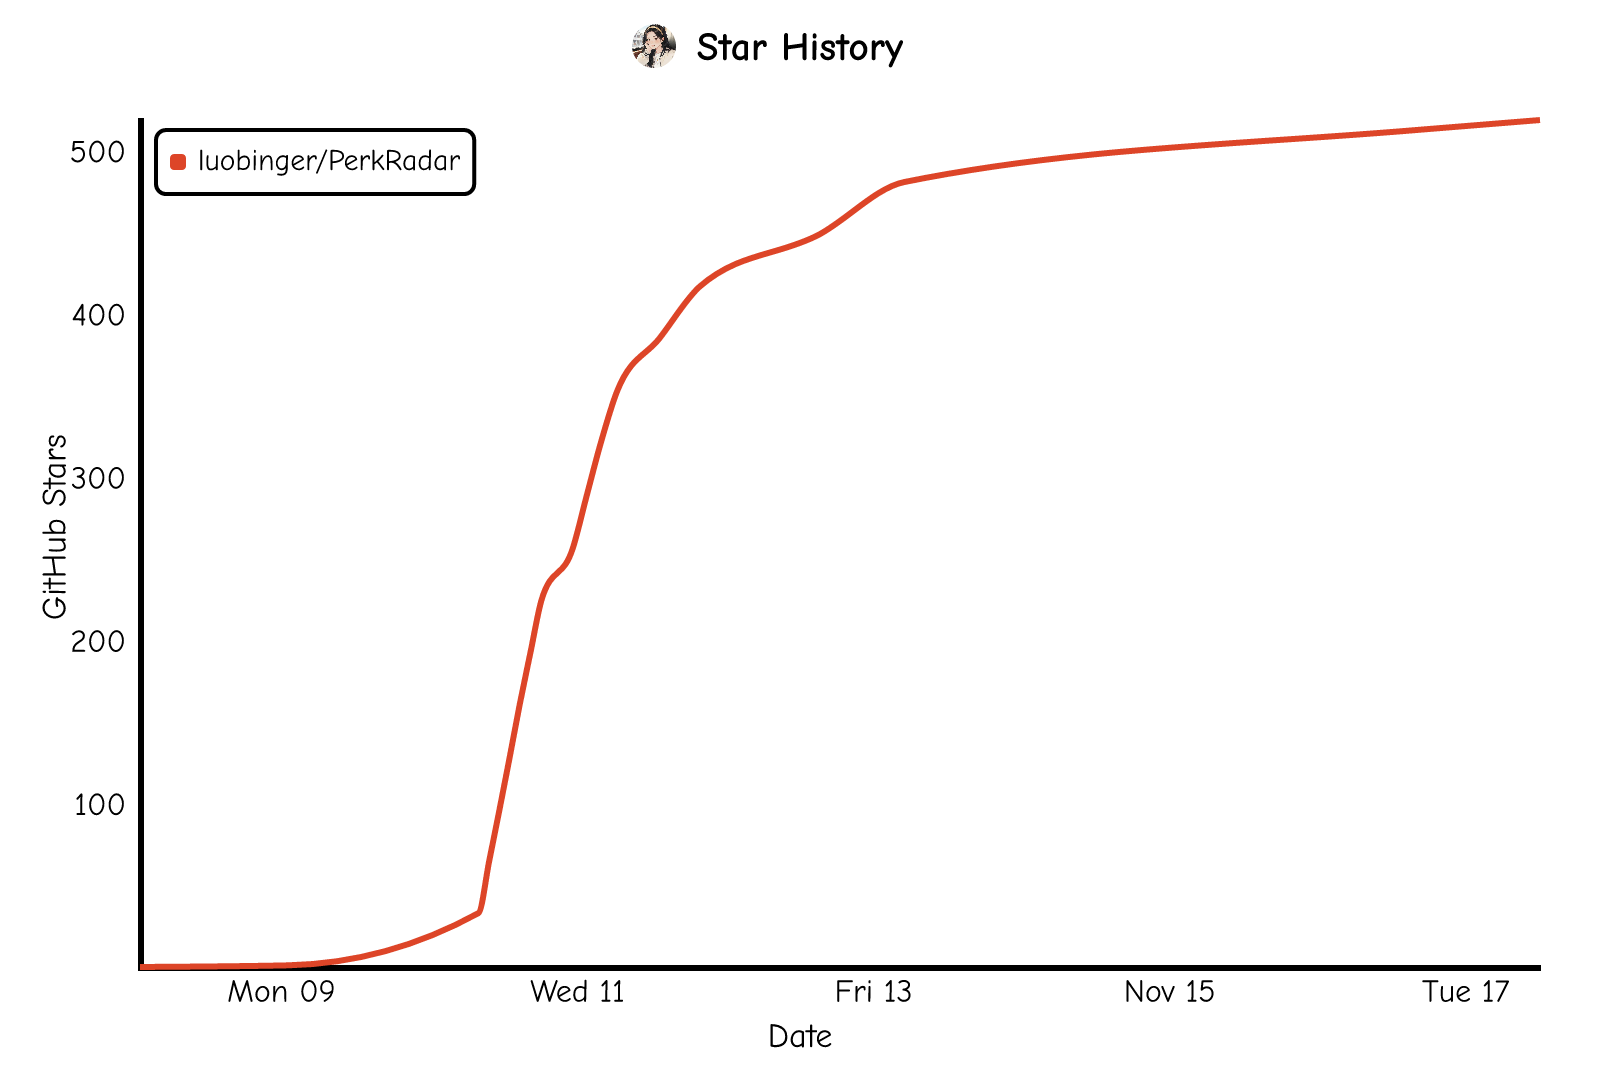 Star History
luobinger/PerkRadar
500
400
300
200
100
GitHub Stars
Mon 09 Wed 11 Fri 13 Nov 15 Tue 17
Date